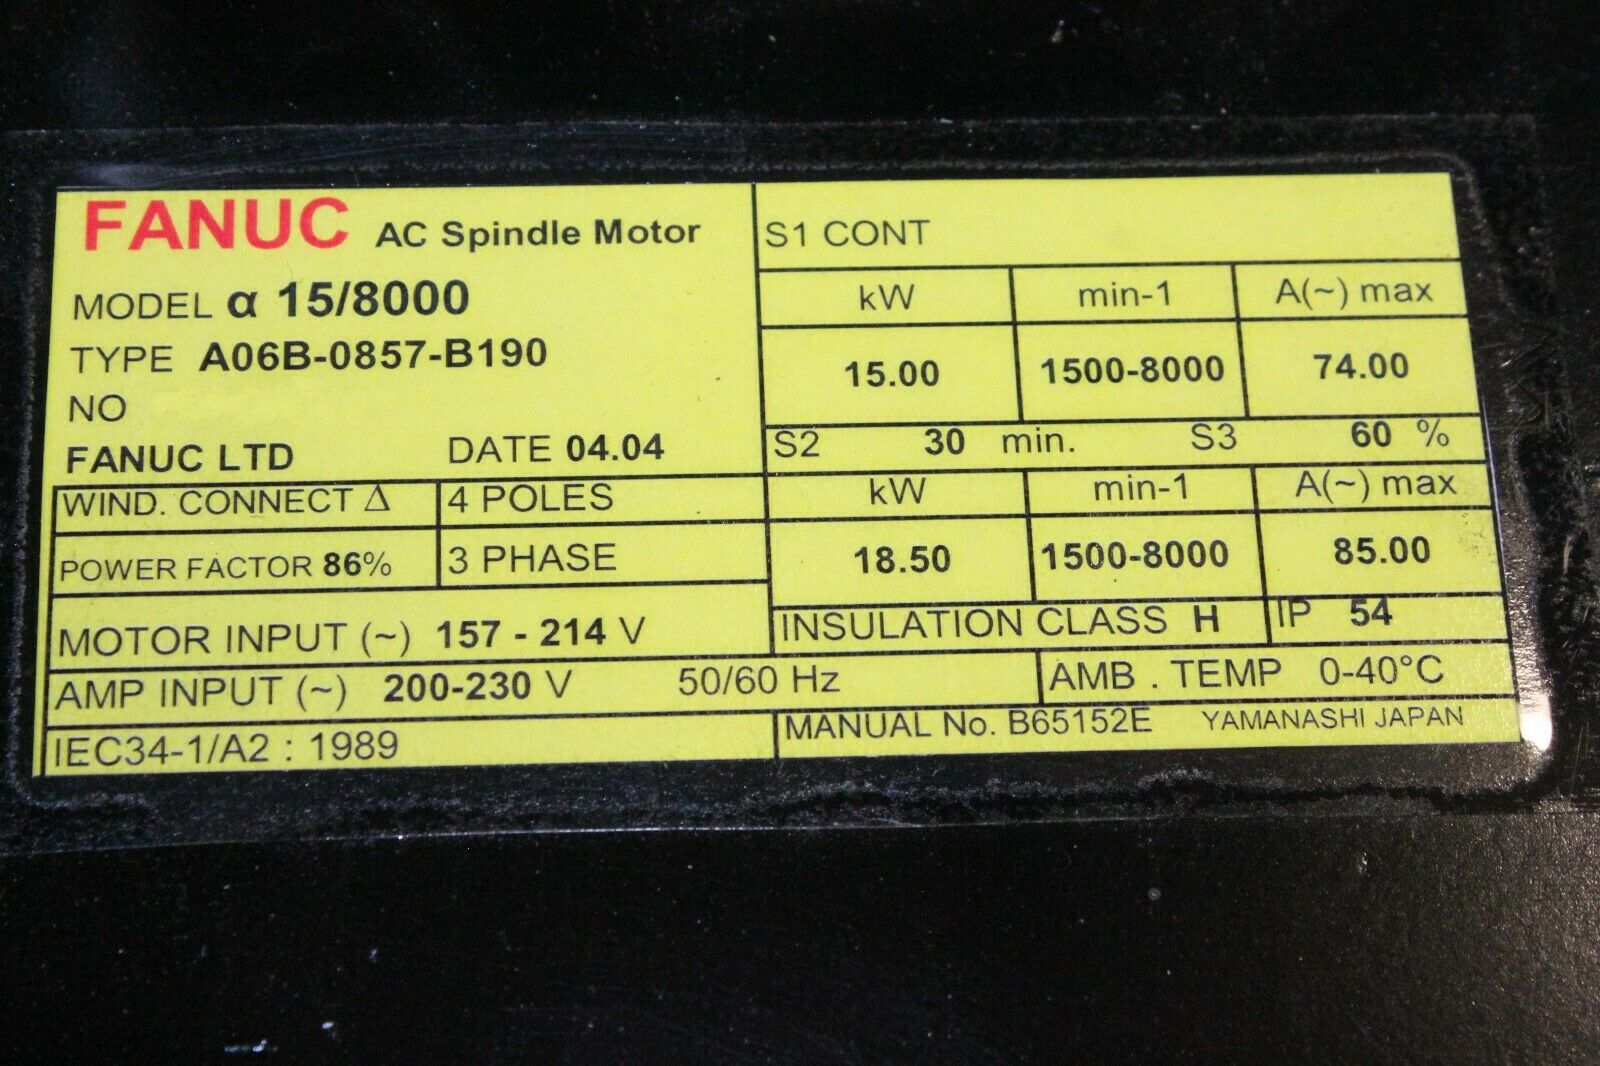 FANUC AC Spindle Motor
MODEL α 15/8000
TYPE A06B-0857-B190
NO
FANUC LTD DATE 04.04
WIND. CONNECT Δ 4 POLES
POWER FACTOR 86% 3 PHASE
MOTOR INPUT (~) 157 - 214 V
AMP INPUT (~) 200-230 V 50/60 Hz
IEC34-1/A2 : 1989
S1 CONT
kW min-1 A(~) max
15.00 1500-8000 74.00
S2 30 min. S3 60 %
kW min-1 A(~) max
18.50 1500-8000 85.00
INSULATION CLASS H IP 54
AMB . TEMP 0-40°C
MANUAL No. B65152E YAMANASHI JAPAN